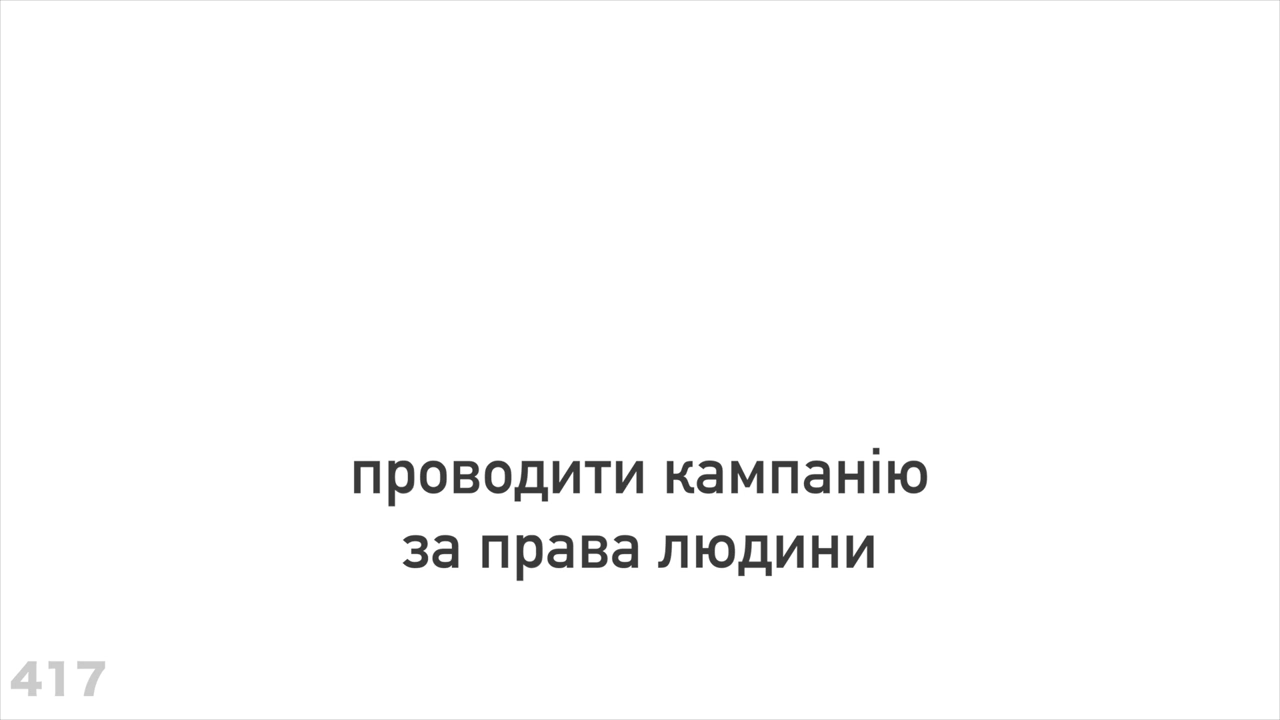 проводити кампанію
за права людини
417